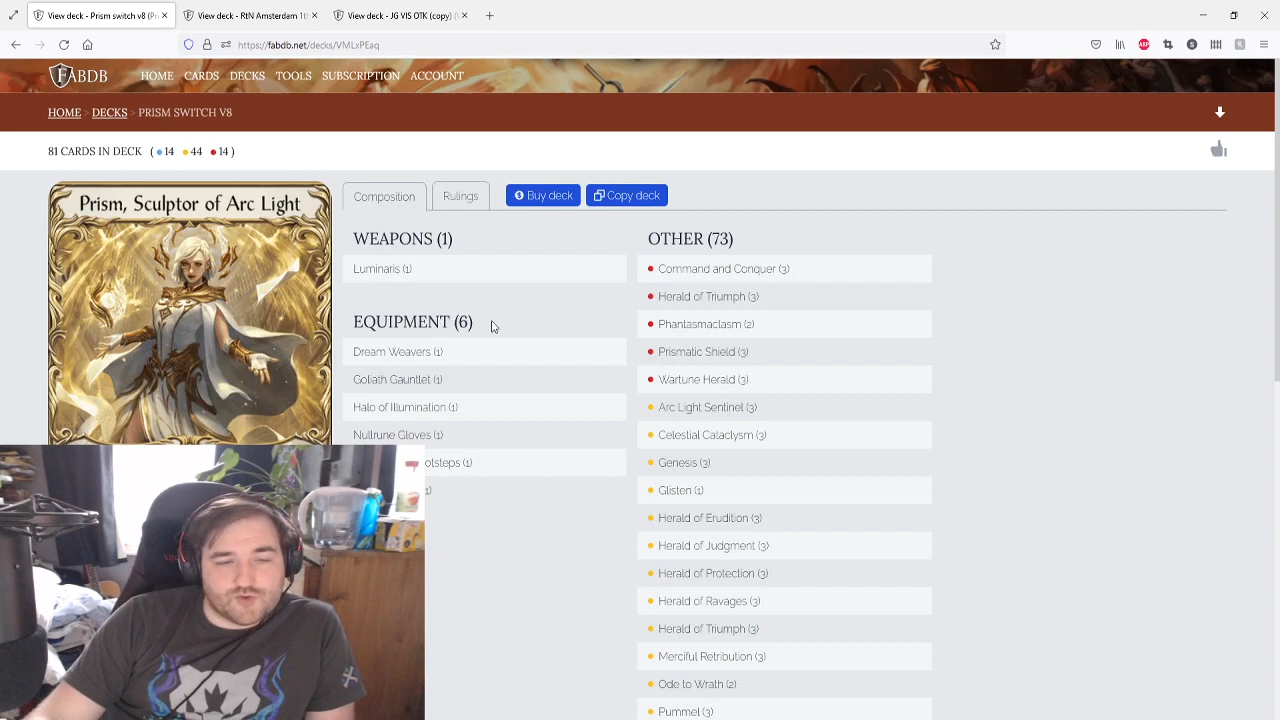 View deck - Prism switch v8 (Pri
View deck - RtN Amsterdam 1th
View deck - JG VIS OTK (copy) (V
https://fabdb.net/decks/VMLxPEaq
FABDB
HOME CARDS DECKS TOOLS SUBSCRIPTION ACCOUNT
HOME > DECKS > PRISM SWITCH V8
81 CARDS IN DECK ( 14 44 14 )
Prism, Sculptor of Arc Light
Composition
Rulings
Buy deck
Copy deck
WEAPONS (1)
Luminaris (1)
EQUIPMENT (6)
Dream Weavers (1)
Goliath Gauntlet (1)
Halo of Illumination (1)
Nullrune Gloves (1)
otsteps (1)
1)
OTHER (73)
Command and Conquer (3)
Herald of Triumph (3)
Phantasmaclasm (2)
Prismatic Shield (3)
Wartune Herald (3)
Arc Light Sentinel (3)
Celestial Cataclysm (3)
Genesis (3)
Glisten (1)
Herald of Erudition (3)
Herald of Judgment (3)
Herald of Protection (3)
Herald of Ravages (3)
Herald of Triumph (3)
Merciful Retribution (3)
Ode to Wrath (2)
Pummel (3)